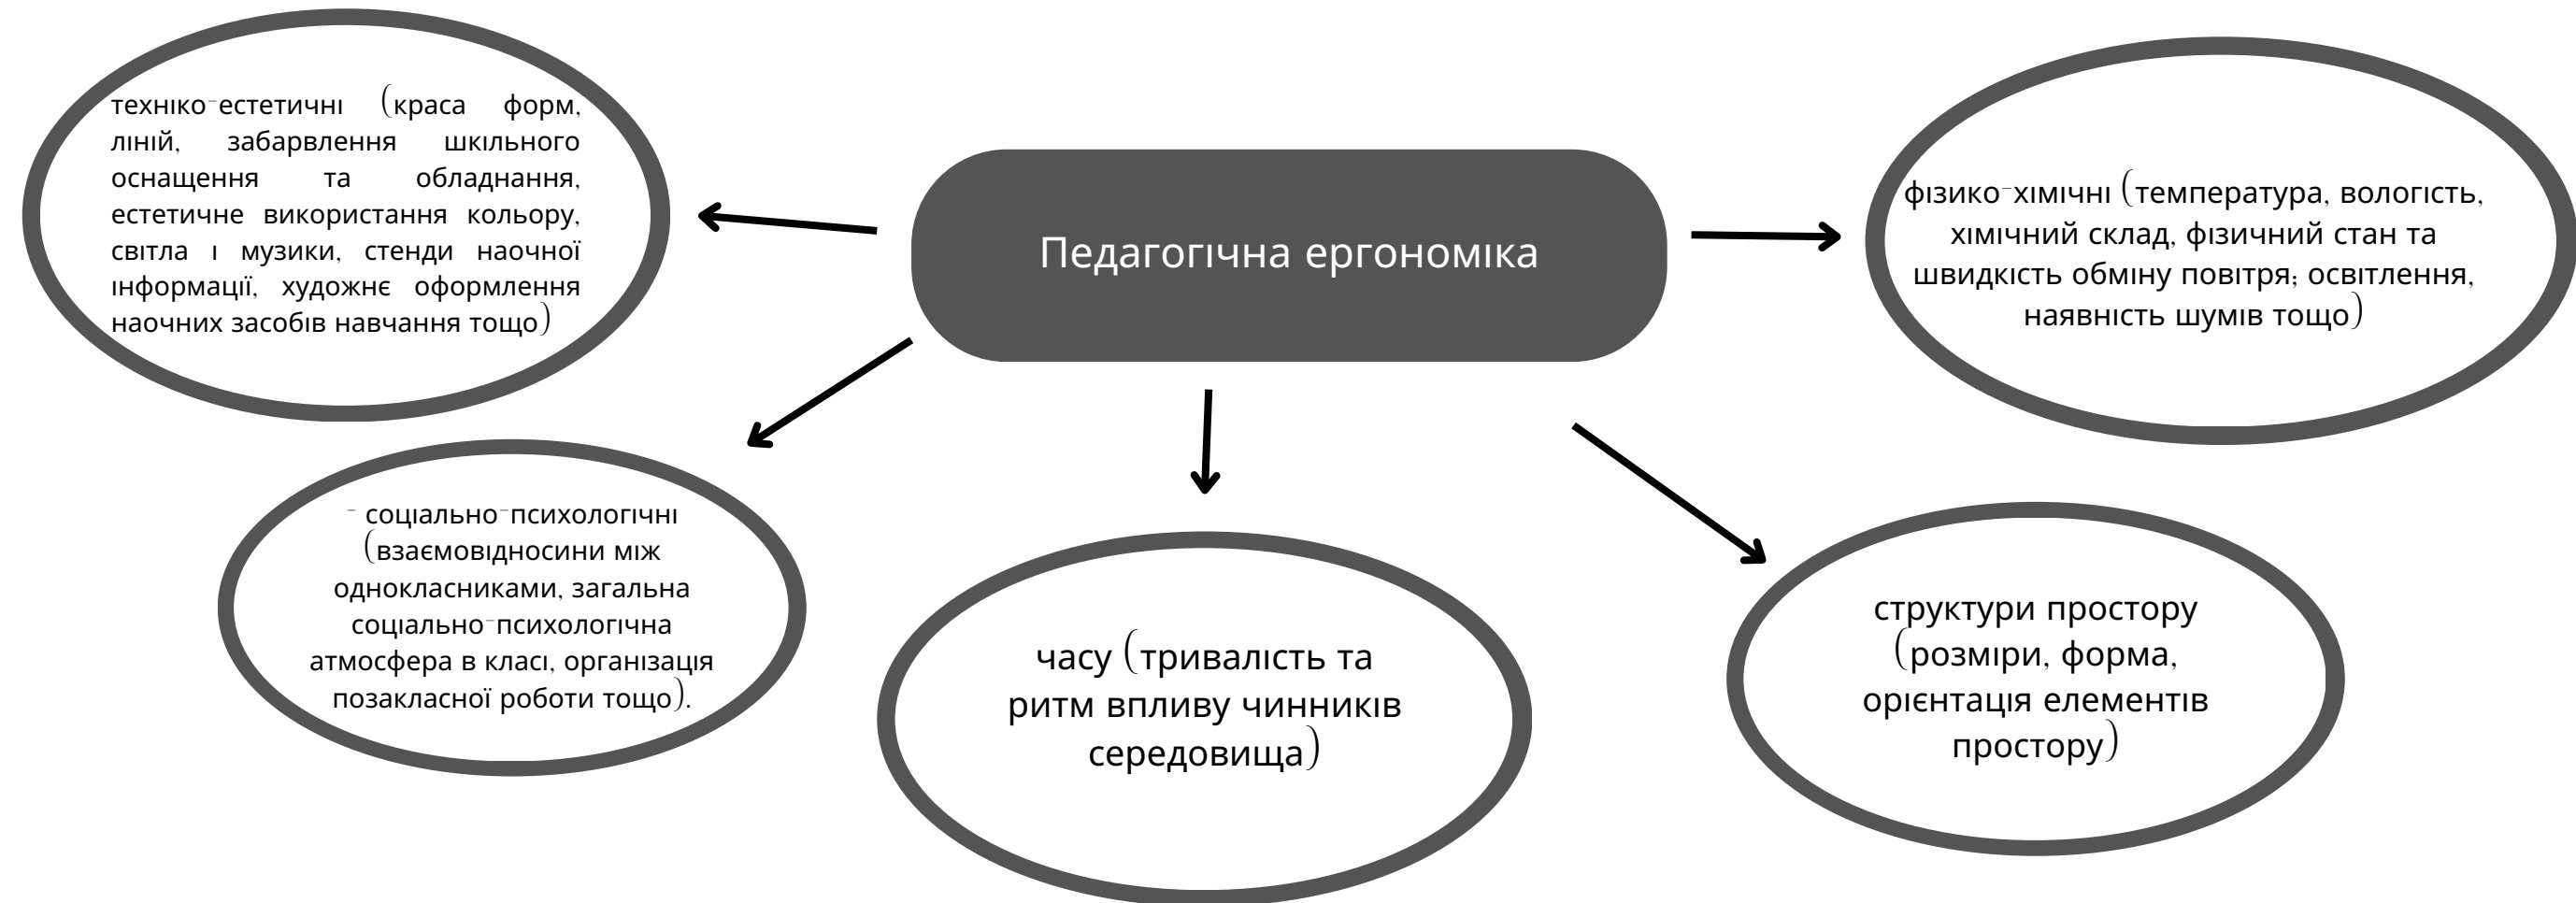 техніко-естетичні (краса форм,
ліній, забарвлення шкільного
оснащення та обладнання,
естетичне використання кольору,
світла і музики, стенди наочної
інформації, художнє оформлення
наочних засобів навчання тощо)
Педагогічна ергономіка
фізико-хімічні (температура, вологість,
хімічний склад, фізичний стан та
швидкість обміну повітря; освітлення,
наявність шумів тощо)
- соціально-психологічні
(взаємовідносини між
однокласниками, загальна
соціально-психологічна
атмосфера в класі, організація
позакласної роботи тощо).
часу (тривалість та
ритм впливу чинників
середовища)
структури простору
(розміри, форма,
орієнтація елементів
простору)